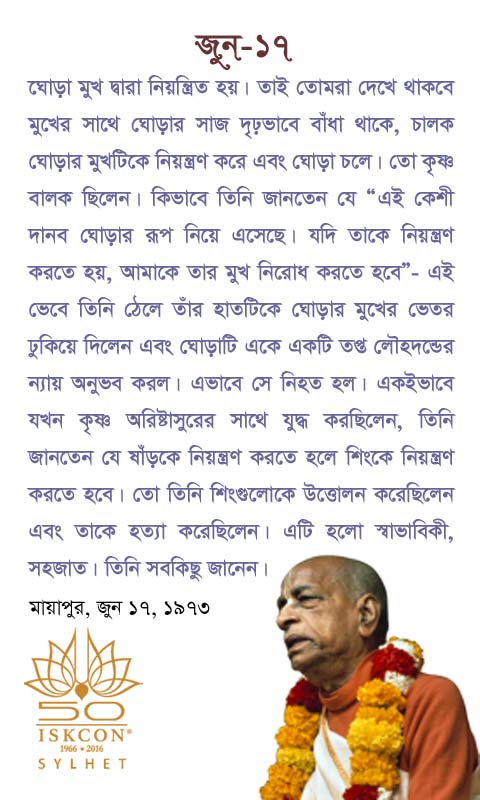 জুন-১৭
ঘোড়া মুখ দ্বারা নিয়ন্ত্রিত হয়। তাই তোমরা দেখে থাকবে
মুখের সাথে ঘোড়ার সাজ দৃঢ়ভাবে বাঁধা থাকে, চালক
ঘোড়ার মুখটিকে নিয়ন্ত্রণ করে এবং ঘোড়া চলে। তো কৃষ্ণ
বালক ছিলেন। কিভাবে তিনি জানতেন যে “এই কেশী
দানব ঘোড়ার রূপ নিয়ে এসেছে। যদি তাকে নিয়ন্ত্রণ
করতে হয়, আমাকে তার মুখ নিরোধ করতে হবে”- এই
ভেবে তিনি ঠেলে তাঁর হাতটিকে ঘোড়ার মুখের ভেতর
ঢুকিয়ে দিলেন এবং ঘোড়াটি একে একটি তপ্ত লৌহদন্ডের
ন্যায় অনুভব করল। এভাবে সে নিহত হল। একইভাবে
যখন কৃষ্ণ অরিষ্টাসুরের সাথে যুদ্ধ করছিলেন, তিনি
জানতেন যে ষাঁড়কে নিয়ন্ত্রণ করতে হলে শিংকে নিয়ন্ত্রণ
করতে হবে। তো তিনি শিংগুলোকে উত্তোলন করেছিলেন
এবং তাকে হত্যা করেছিলেন। এটি হলো স্বাভাবিকী,
সহজাত। তিনি সবকিছু জানেন।
মায়াপুর, জুন ১৭, ১৯৭৩
50
ISKCON®
1966 • 2016
SYLHET